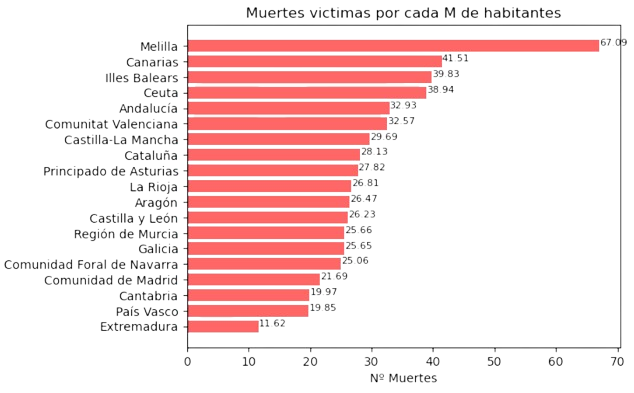 Muertes victimas por cada M de habitantes
Melilla 67.09
Canarias 41.51
Illes Balears 39.83
Ceuta 38.94
Andalucía 32.93
Comunitat Valenciana 32.57
Castilla-La Mancha 29.69
Cataluña 28.13
Principado de Asturias 27.82
La Rioja 26.81
Aragón 26.47
Castilla y León 26.23
Región de Murcia 25.66
Galicia 25.65
Comunidad Foral de Navarra 25.06
Comunidad de Madrid 21.69
Cantabria 19.97
País Vasco 19.85
Extremadura 11.62
0 10 20 30 40 50 60 70
Nº Muertes